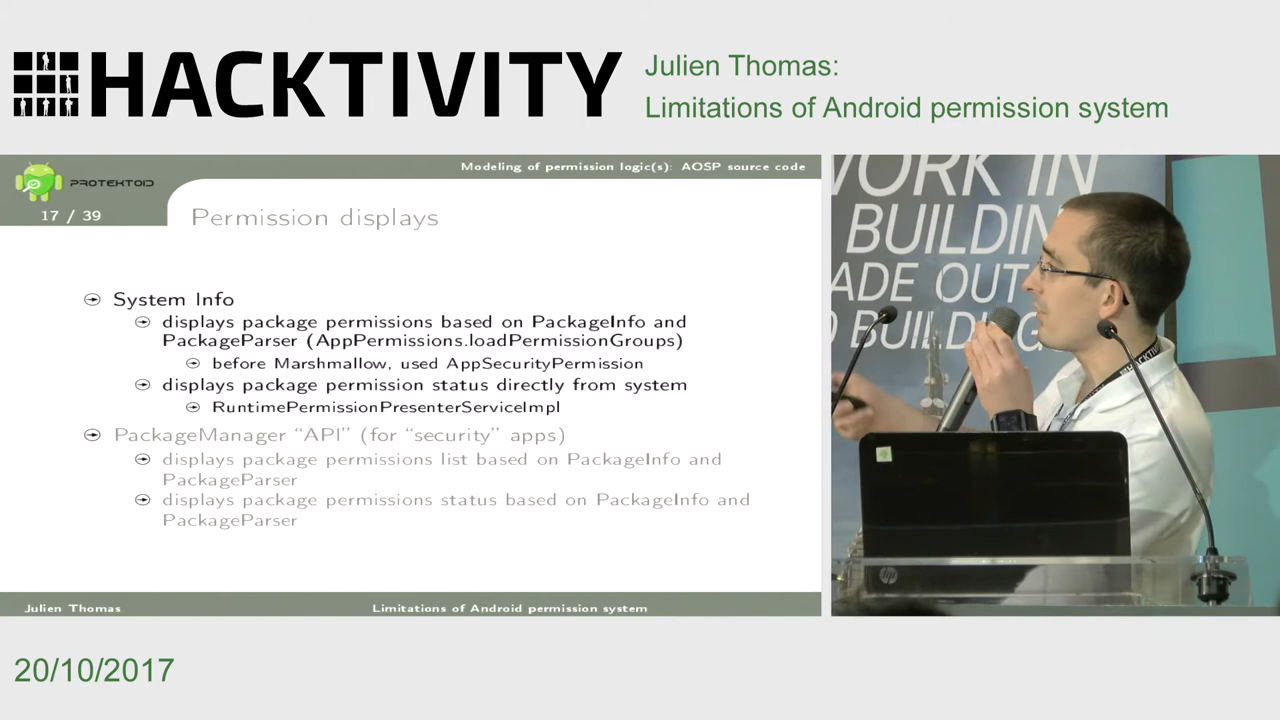 HACKTIVITY
Julien Thomas:
Limitations of Android permission system
PROTEKTOID
Modeling of permission logic(s): AOSP source code
17 / 39
Permission displays
System Info
displays package permissions based on PackageInfo and
PackageParser (AppPermissions.loadPermissionGroups)
before Marshmallow, used AppSecurityPermission
displays package permission status directly from system
RuntimePermissionPresenterServiceImpl
PackageManager “API” (for “security” apps)
displays package permissions list based on PackageInfo and
PackageParser
displays package permissions status based on PackageInfo and
PackageParser
Julien Thomas
Limitations of Android permission system
WORK IN
BUILDIN
ADE OUT
BUILDING
HACKTIVITY
hp
20/10/2017